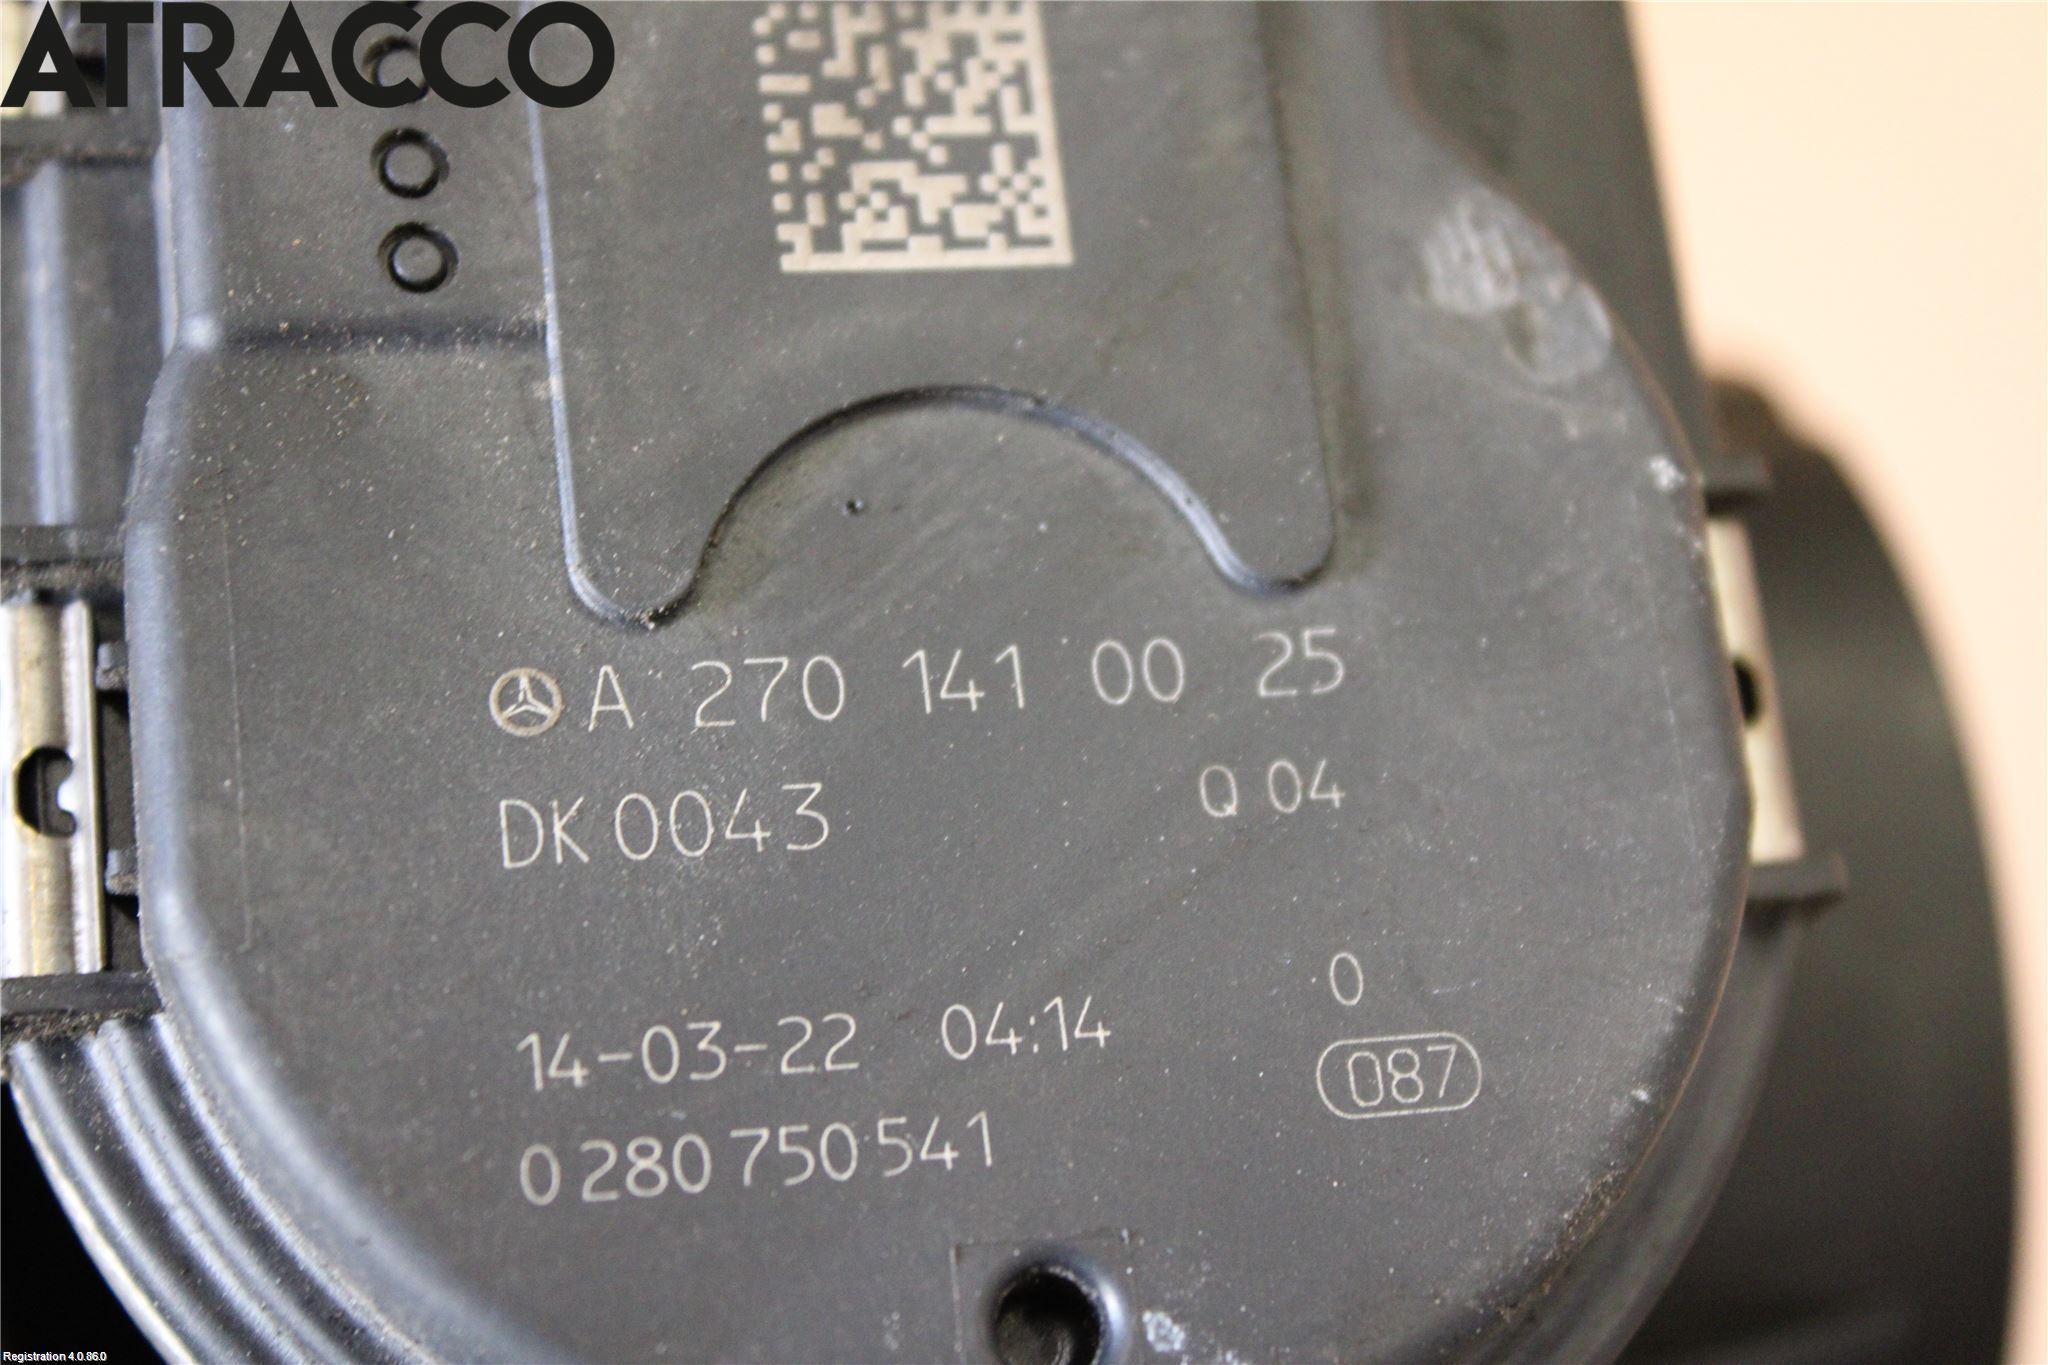 ATRACCO
A 270 141 00 25
DK 0043 Q 04
0
14-03-22 04:14
087
0 280 750 541
Registration 4.0.86.0